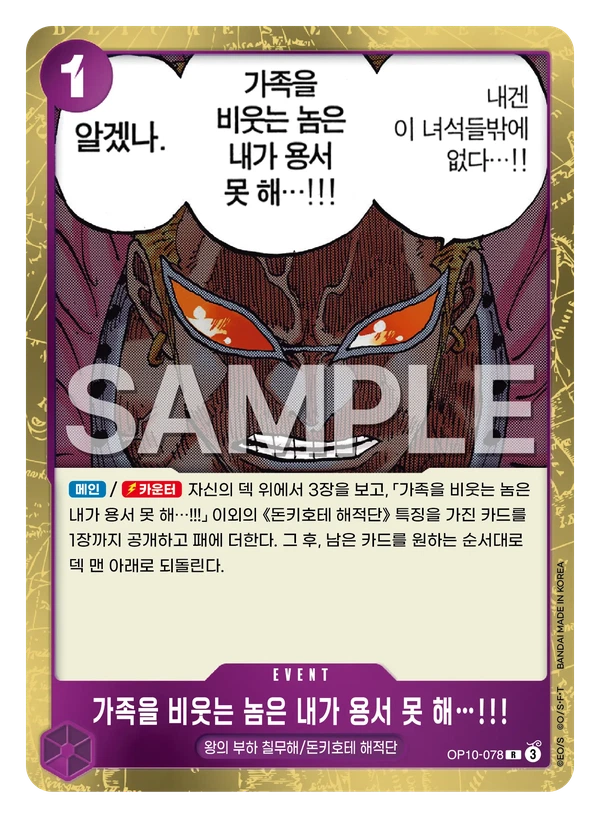 1
알겠나.
가족을
비웃는 놈은
내가 용서
못 해…!!!
내겐
이 녀석들밖에
없다…!!
SAMPLE
메인 / 카운터 자신의 덱 위에서 3장을 보고, 「가족을 비웃는 놈은
내가 용서 못 해…!!!」 이외의 《돈키호테 해적단》 특징을 가진 카드를
1장까지 공개하고 패에 더한다. 그 후, 남은 카드를 원하는 순서대로
덱 맨 아래로 되돌린다.
EVENT
가족을 비웃는 놈은 내가 용서 못 해…!!!
왕의 부하 칠무해/돈키호테 해적단
OP10-078 R 3
©E.O/S. ©O/S·F·T BANDAI MADE IN KOREA